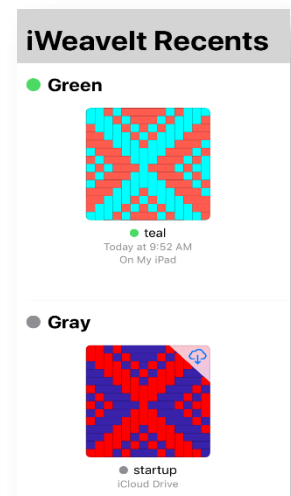 iWeaveIt Recents
Green
teal
Today at 9:52 AM
On My iPad
Gray
startup
iCloud Drive